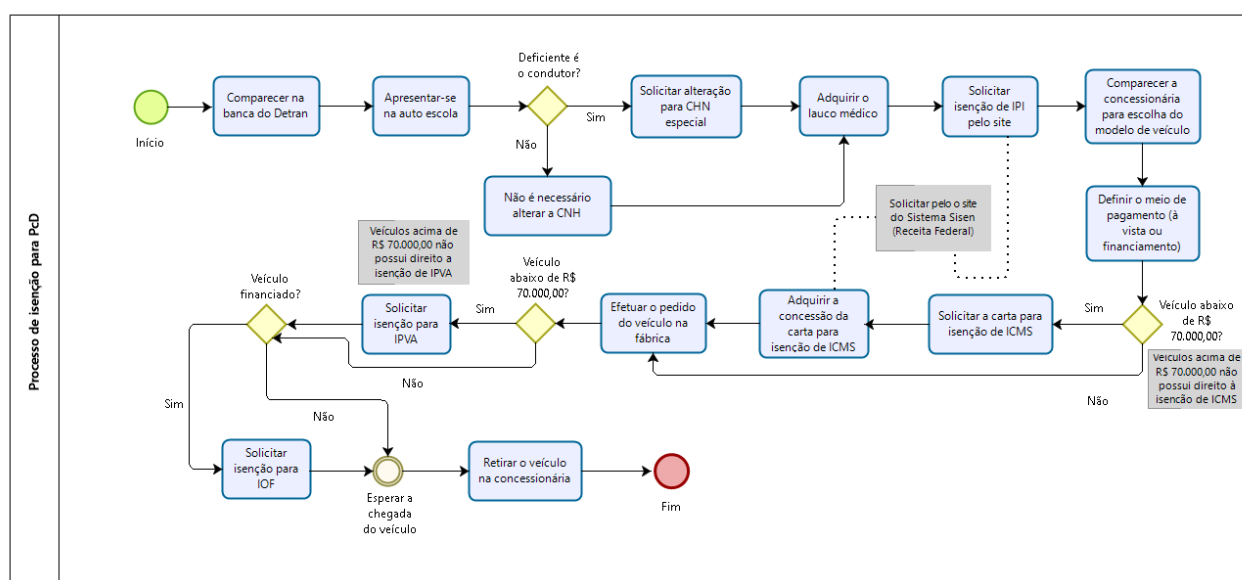 Processo de isenção para PcD
Início
Comparecer na
banca do Detran
Apresentar-se
na auto escola
Deficiente é
o condutor?
Sim
Não
Solicitar alteração
para CHN
especial
Não é necessário
alterar a CNH
Adquirir o
lauco médico
Solicitar
isenção de IPI
pelo site
Comparecer a
concessionária
para escolha do
modelo de veículo
Solicitar pelo o site
do Sistema Sisen
(Receita Federal)
Definir o meio de
pagamento (à
vista ou
financiamento)
Veículo abaixo
de R$
70.000,00?
Veiculos acima de
R$ 70.000,00 não
possui direito à
isencão de ICMS
Sim
Não
Solicitar a carta para
isenção de ICMS
Adquirir a
concessão da
carta para
isenção de ICMS
Efetuar o pedido
do veículo na
fábrica
Veículo
abaixo de R$
70.000,00?
Sim
Não
Veículos acima de
R$ 70.000,00 não
possui direito a
isenção de IPVA
Solicitar
isenção para
IPVA
Veículo
financiado?
Sim
Não
Solicitar
isenção para
IOF
Esperar a
chegada
do veículo
Retirar o veículo
na concessionária
Fim